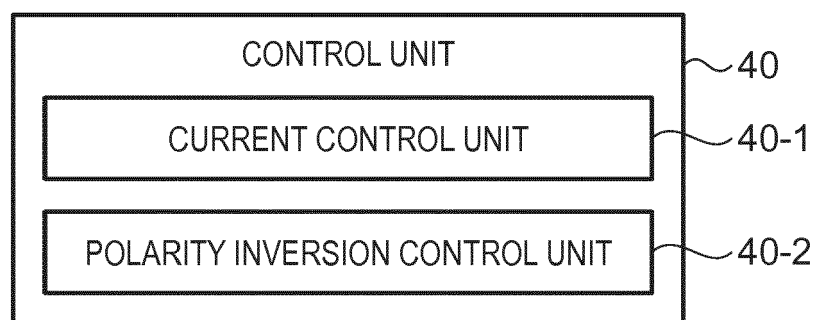 CONTROL UNIT
40
CURRENT CONTROL UNIT
40-1
POLARITY INVERSION CONTROL UNIT
40-2